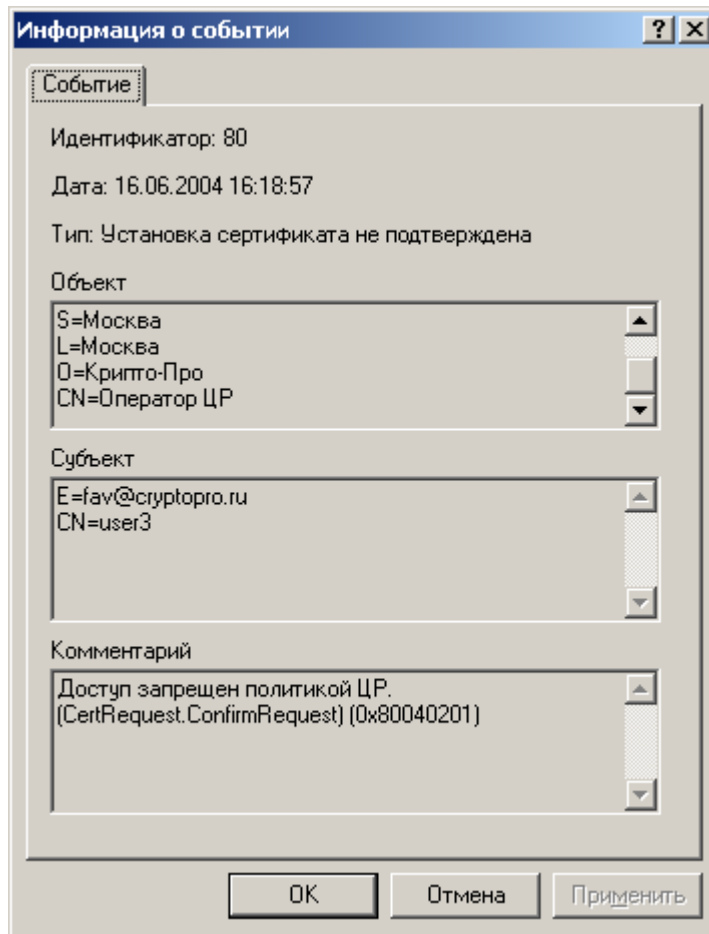 Информация о событии
Событие
Идентификатор: 80
Дата: 16.06.2004 16:18:57
Тип: Установка сертификата не подтверждена
Объект
S=Москва
L=Москва
O=Крипто-Про
CN=Оператор ЦР
Субъект
E=fav@cryptopro.ru
CN=user3
Комментарий
Доступ запрещен политикой ЦР.
(CertRequest.ConfirmRequest) (0x80040201)
OK
Отмена
Применить